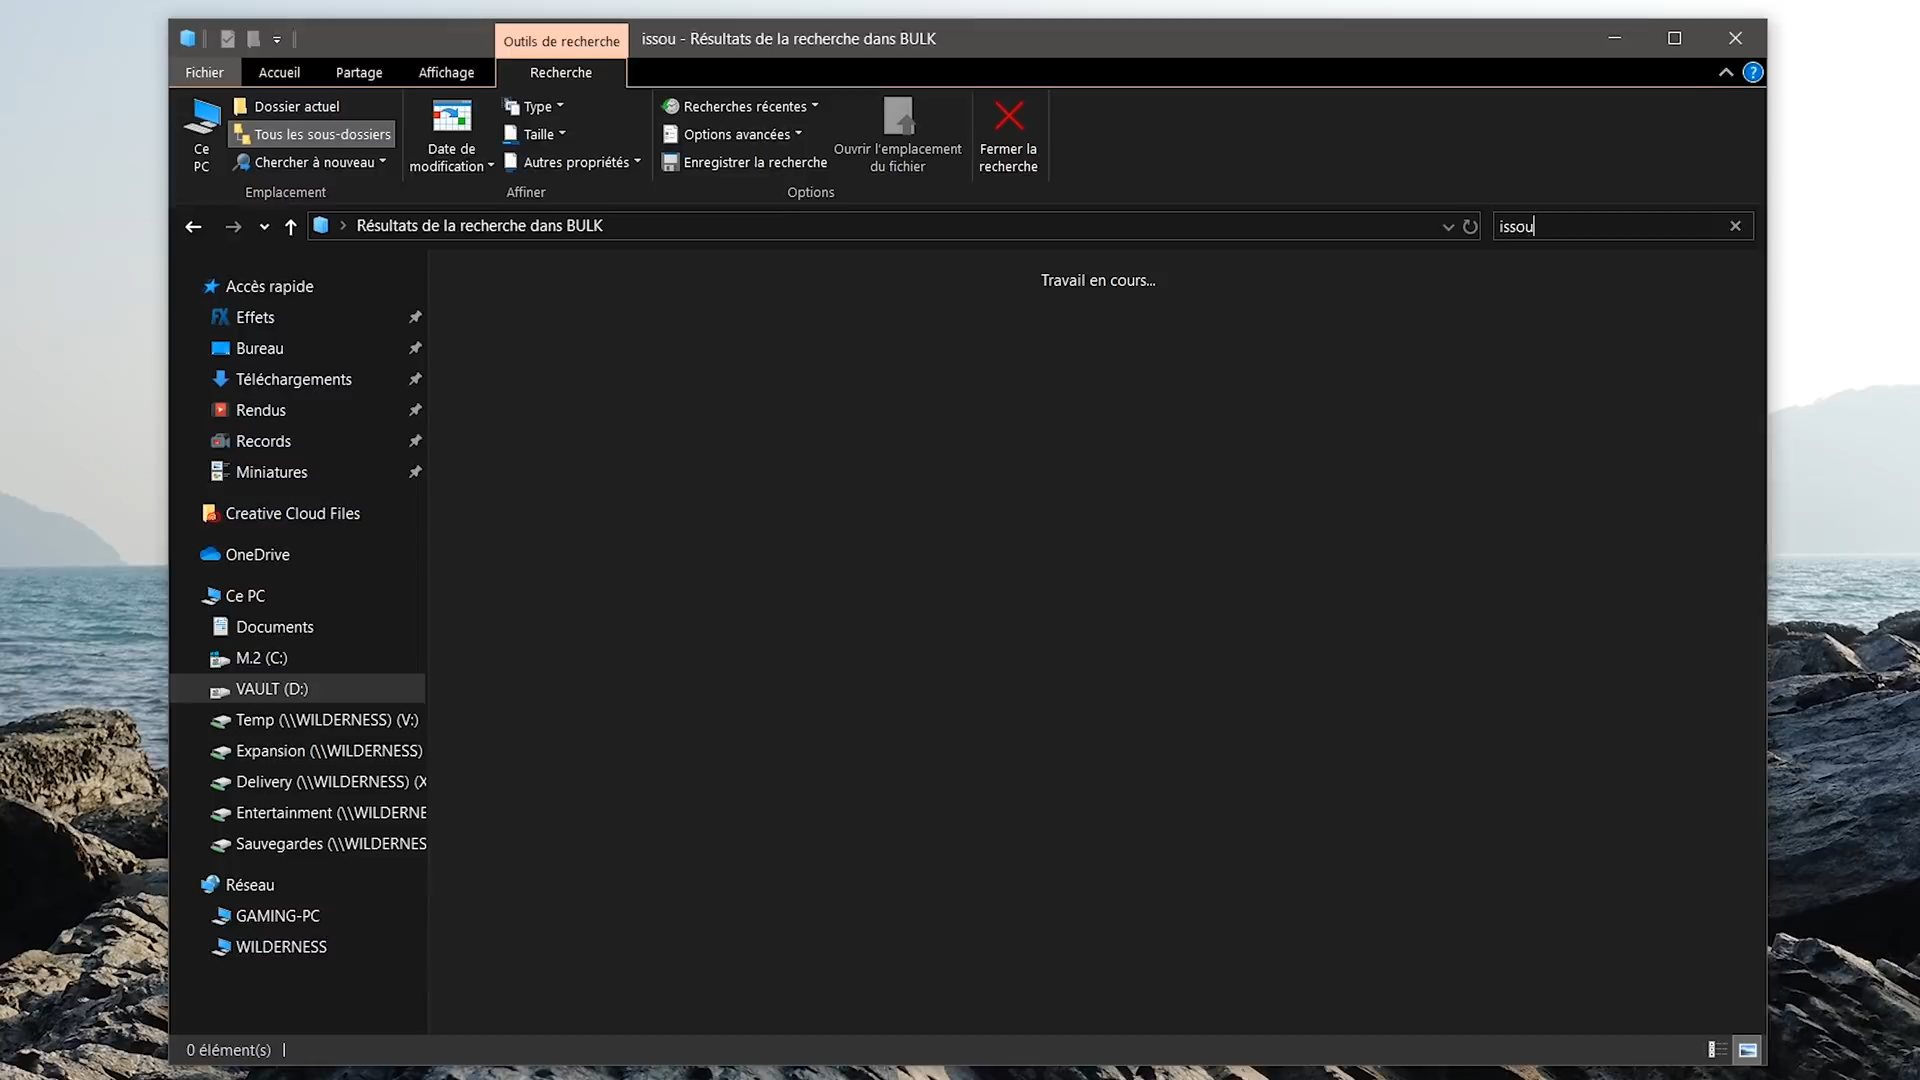 Outils de recherche
issou - Résultats de la recherche dans BULK
Fichier
Accueil
Partage
Affichage
Recherche
?
Ce
PC
Dossier actuel
Tous les sous-dossiers
Chercher à nouveau
Emplacement
Date de
modification
Type
Taille
Autres propriétés
Affiner
Recherches récentes
Options avancées
Enregistrer la recherche
Ouvrir l'emplacement
du fichier
Options
Fermer la
recherche
Résultats de la recherche dans BULK
issou
Accès rapide
FX Effets
Bureau
Téléchargements
Rendus
Records
Miniatures
Creative Cloud Files
OneDrive
Ce PC
Documents
M.2 (C:)
VAULT (D:)
Temp (\\WILDERNESS) (V:)
Expansion (\\WILDERNESS)
Delivery (\\WILDERNESS) (X
Entertainment (\\WILDERNE
Sauvegardes (\\WILDERNES
Réseau
GAMING-PC
WILDERNESS
Travail en cours...
0 élément(s)